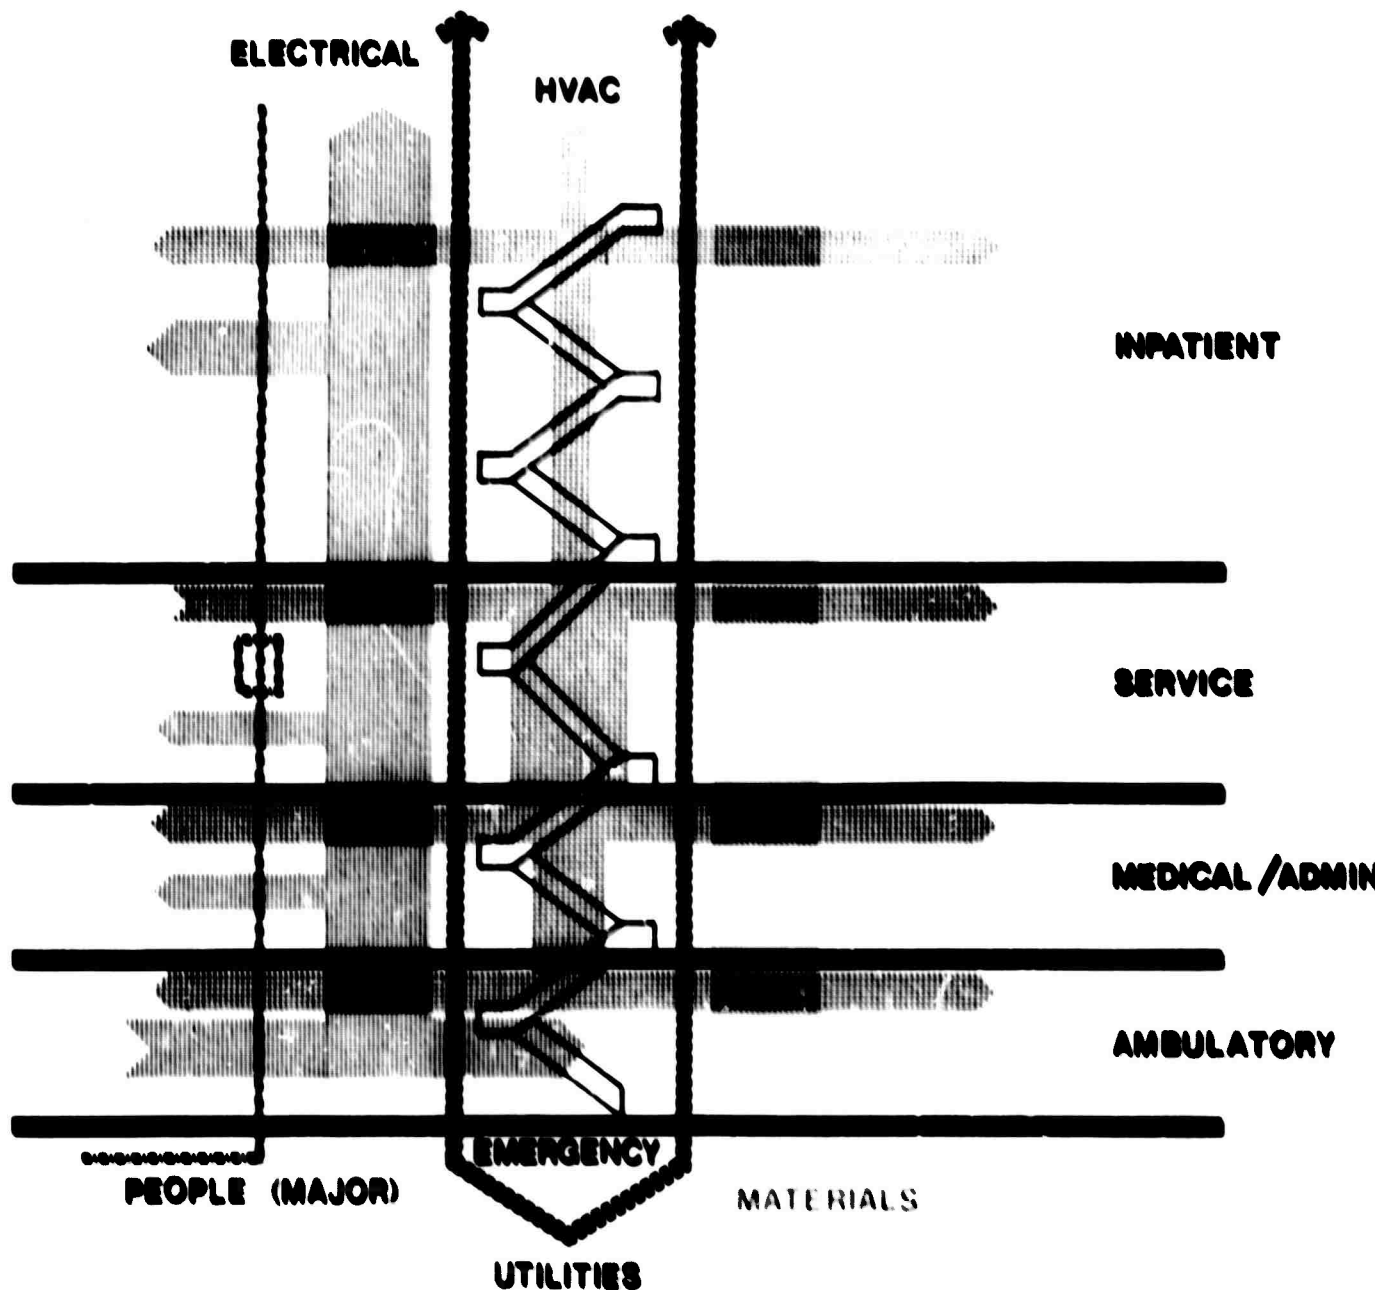 ELECTRICAL
HVAC
INPATIENT
SERVICE
MEDICAL/ADMIN
AMBULATORY
EMERGENCY
PEOPLE (MAJOR)
MATERIALS
UTILITIES